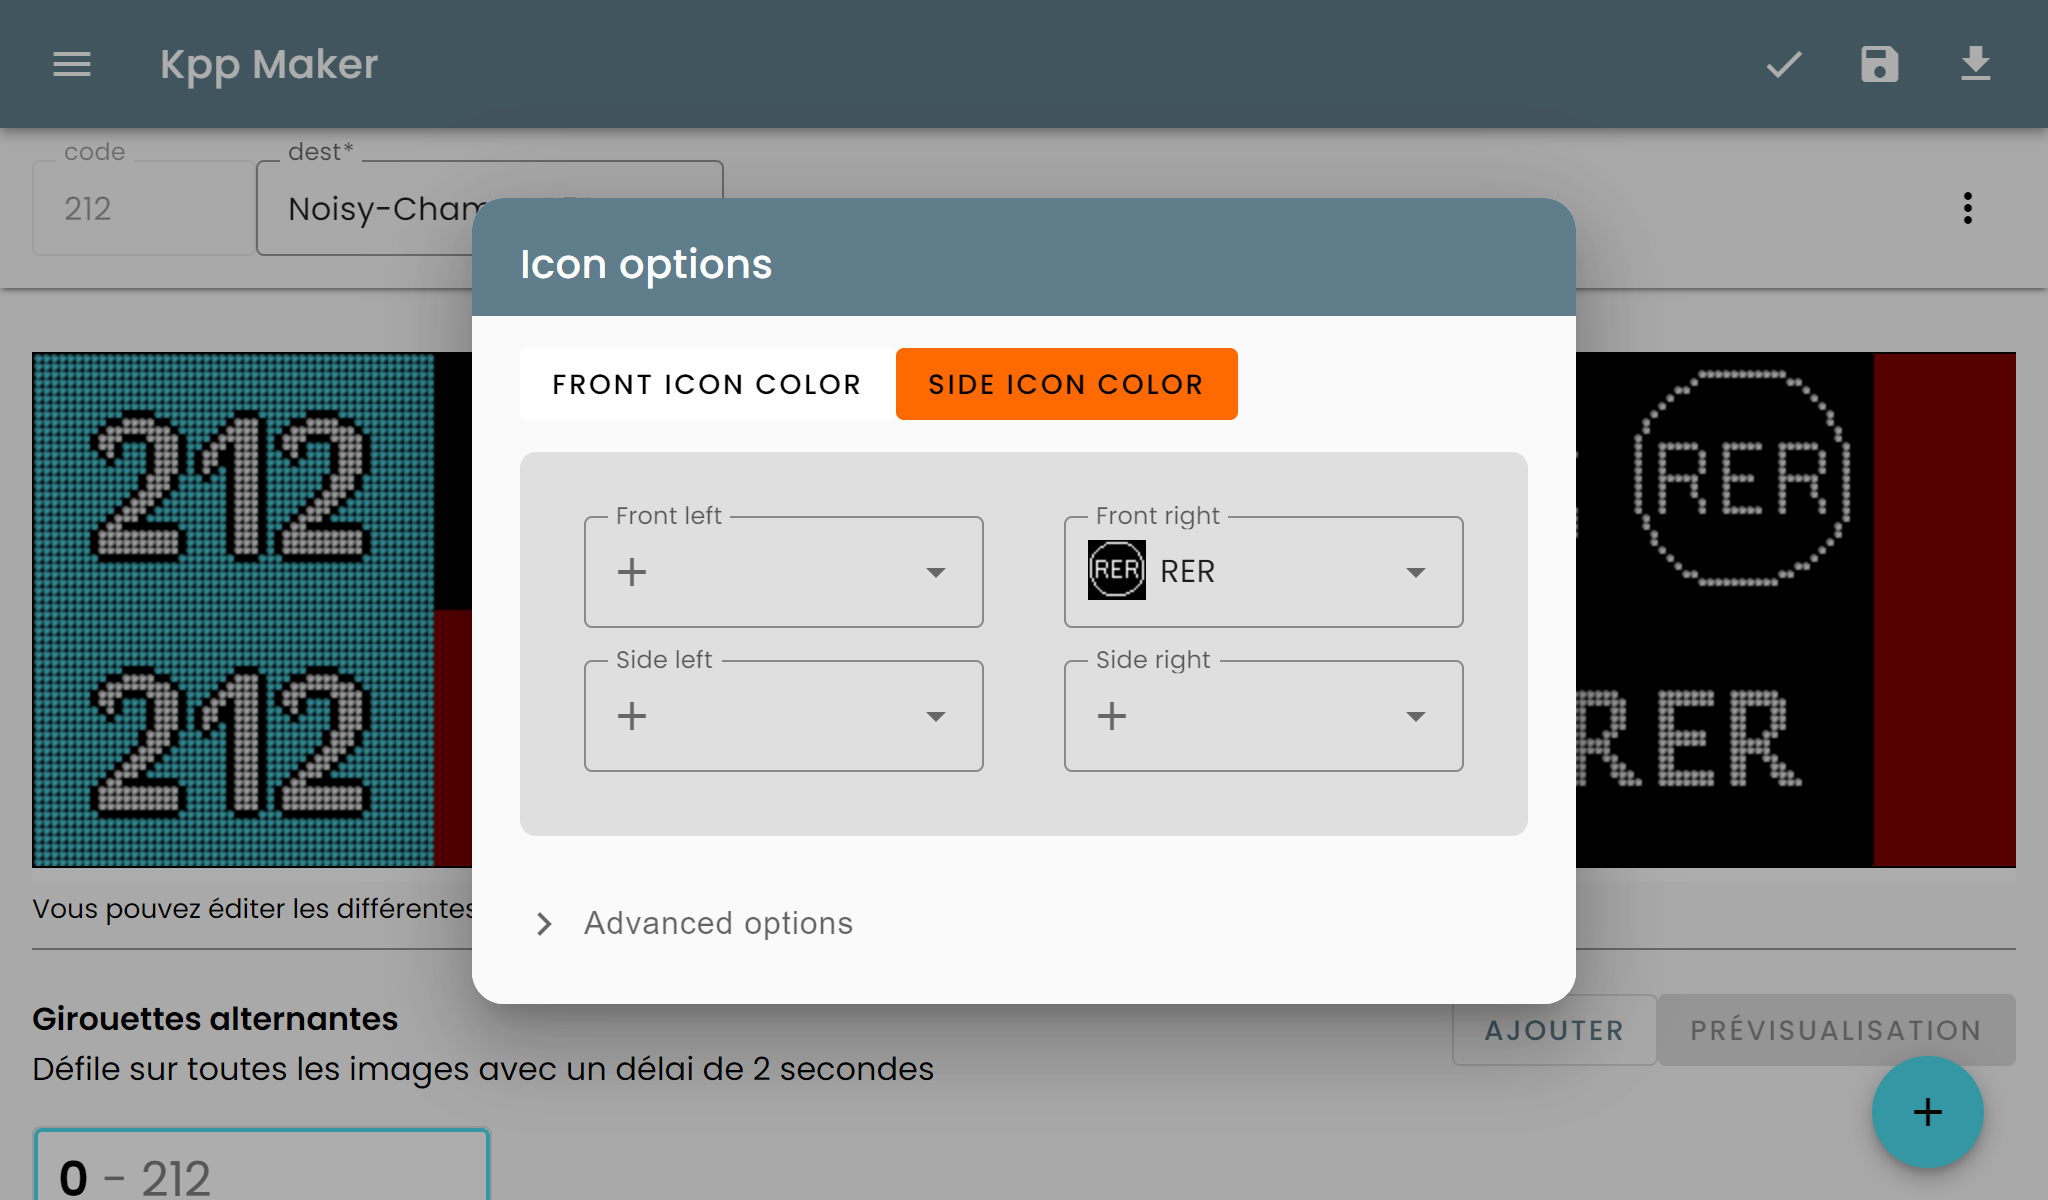 Kpp Maker
code
dest*
212
Noisy-Cham
Icon options
FRONT ICON COLOR
SIDE ICON COLOR
212
RER
Front left
Front right
RER
RER
Side left
Side right
212
RER
Advanced options
Vous pouvez éditer les différentes
Girouettes alternantes
AJOUTER
PRÉVISUALISATION
Défile sur toutes les images avec un délai de 2 secondes
0 - 212